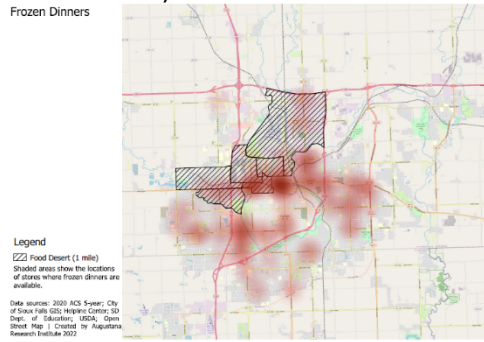 Frozen Dinners
Legend
Food Desert (1 mile)
Shaded areas show the locations
of stores where frozen dinners are
available.
Data sources: 2020 ACS 5-year; City
of Sioux Falls GIS; Helpline Center; SD
Dept. of Education; USDA; Open
Street Map | Created by Augustana
Research Institute 2022